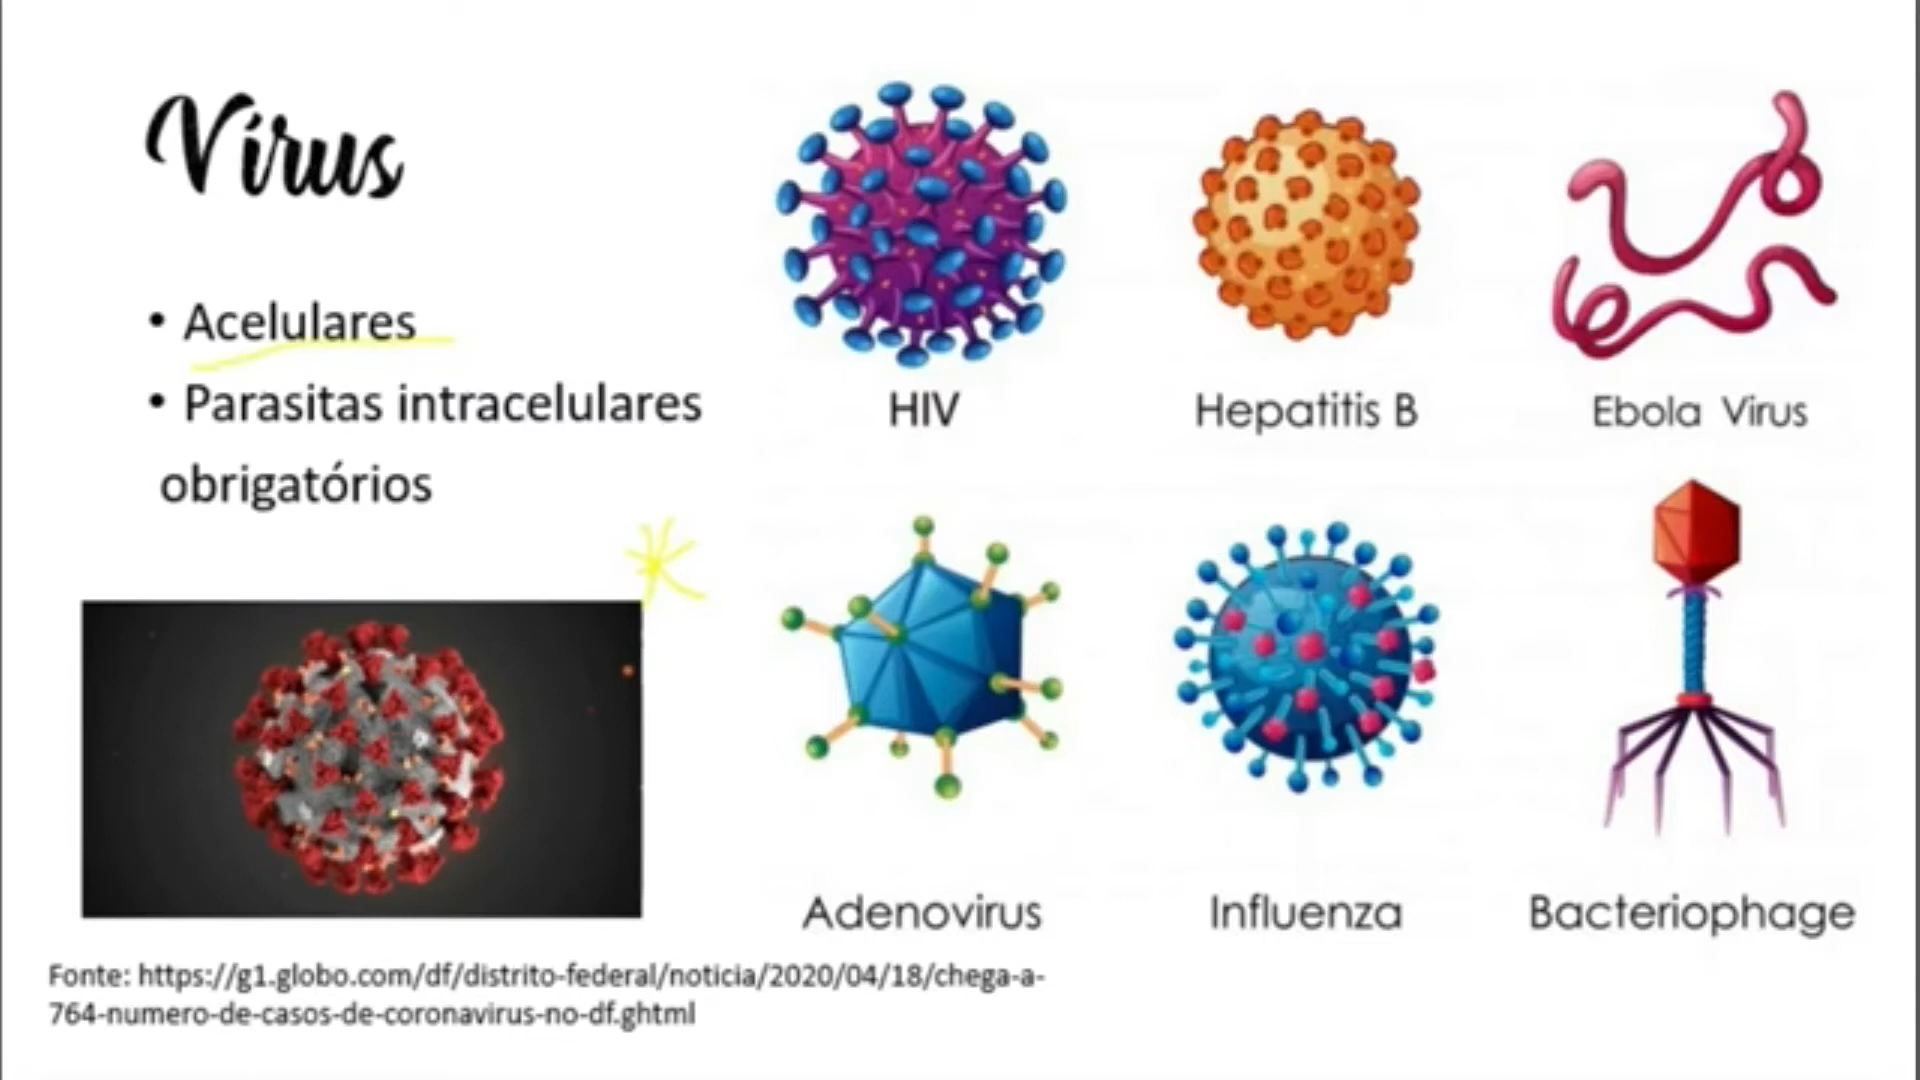 Vírus
• Acelulares
• Parasitas intracelulares
obrigatórios
HIV
Hepatitis B
Ebola Virus
Adenovirus
Influenza
Bacteriophage
Fonte: https://g1.globo.com/df/distrito-federal/noticia/2020/04/18/chega-a-
764-numero-de-casos-de-coronavirus-no-df.ghtml